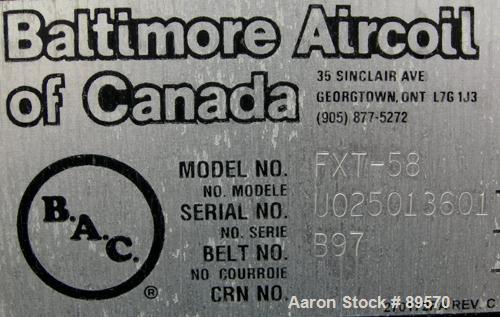 Baltimore Aircoil
of Canada
35 SINCLAIR AVE
GEORGTOWN, ONT L7G 1J3
(905) 877-5272
B.A.C.
®
MODEL NO. FXT-58
NO. MODELE
SERIAL NO. U025013601
NO. SERIE
BELT NO. B97
NO COURROIE
CRN NO.
REV. C
Aaron Stock # 89570